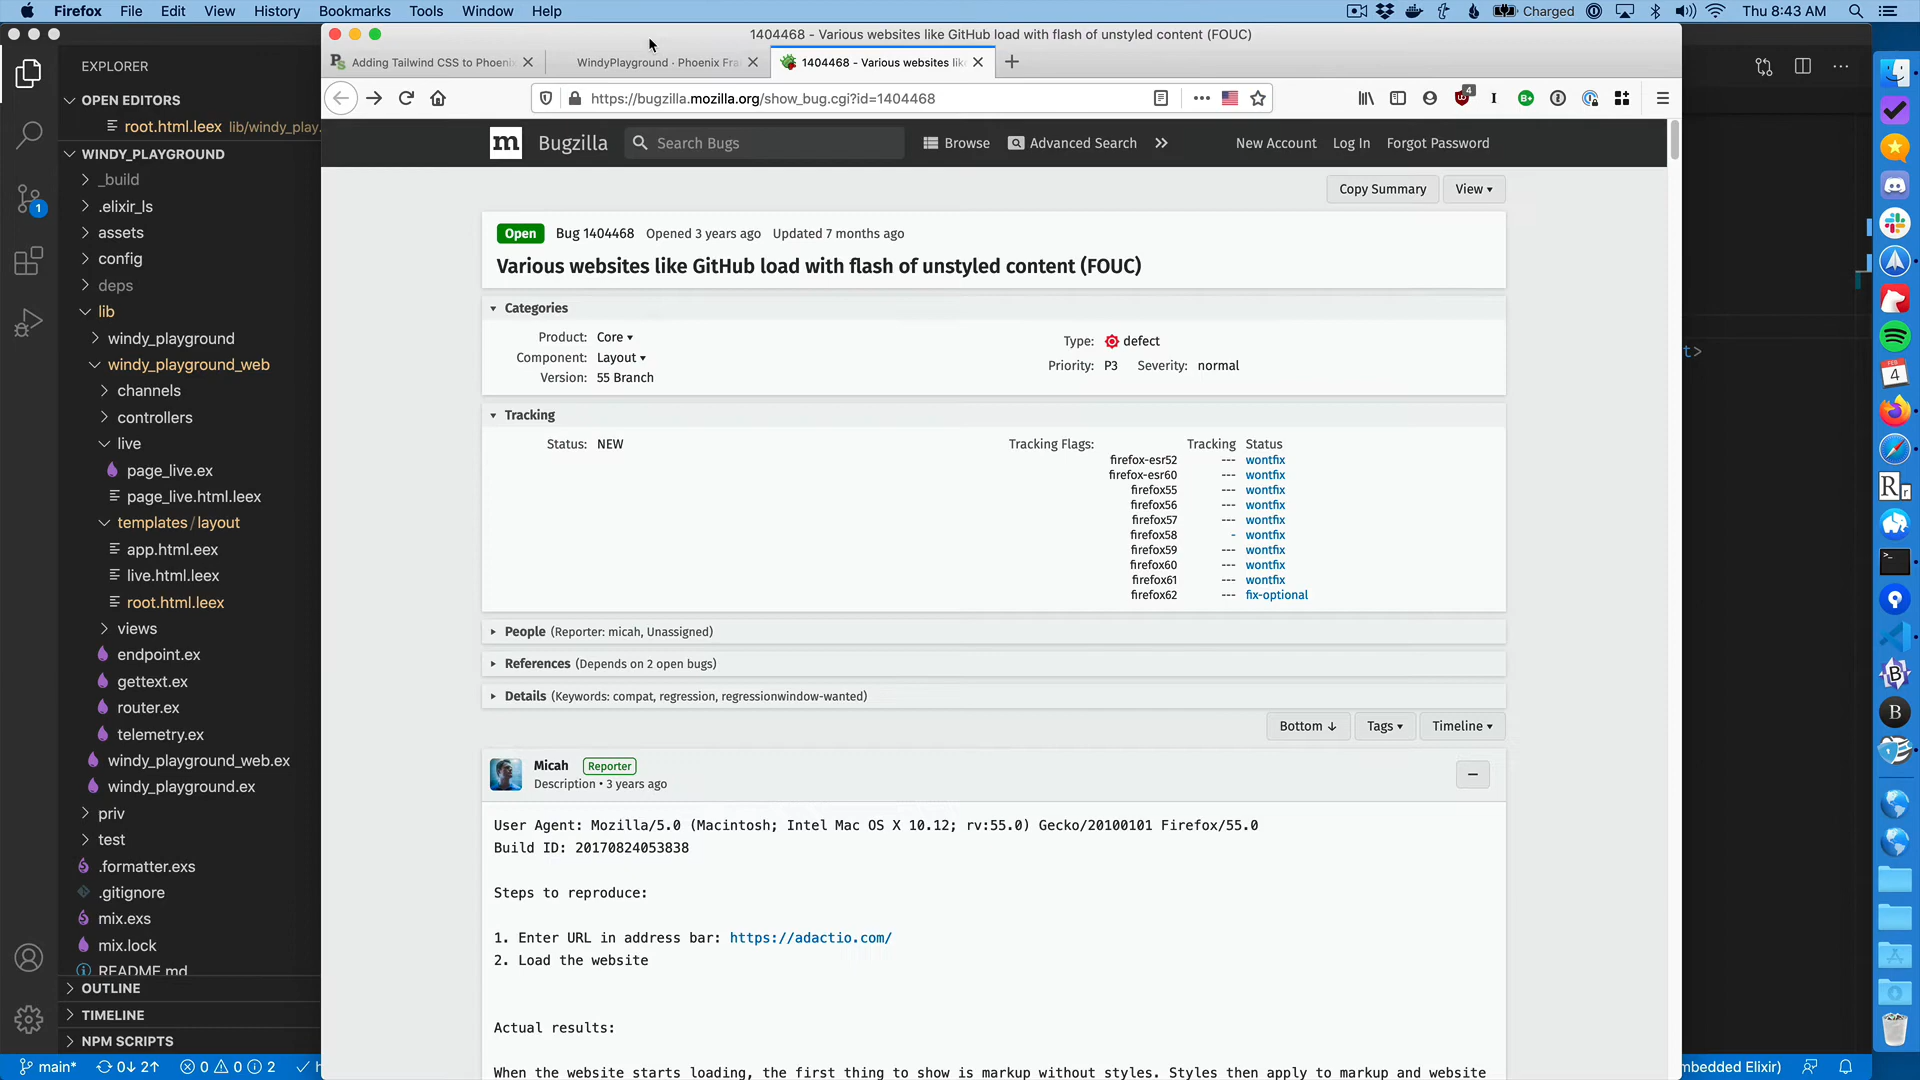 Firefox File Edit View History Bookmarks Tools Window Help Charged Thu 8:43 AM
1404468 - Various websites like GitHub load with flash of unstyled content (FOUC)
Adding Tailwind CSS to Phoenix
WindyPlayground · Phoenix Fra
1404468 - Various websites lik
https://bugzilla.mozilla.org/show_bug.cgi?id=1404468
4
EXPLORER
OPEN EDITORS
root.html.leex lib/windy_play.
WINDY_PLAYGROUND
_build
.elixir_ls
1
assets
config
deps
lib
windy_playground
windy_playground_web
channels
controllers
live
page_live.ex
page_live.html.leex
templates/layout
app.html.eex
live.html.leex
root.html.leex
views
endpoint.ex
gettext.ex
router.ex
telemetry.ex
windy_playground_web.ex
windy_playground.ex
priv
test
.formatter.exs
.gitignore
mix.exs
mix.lock
README.md
OUTLINE
TIMELINE
NPM SCRIPTS
main* 0↓ 2↑ 0 0 2
m Bugzilla Search Bugs Browse Advanced Search New Account Log In Forgot Password
Copy Summary View
Open Bug 1404468 Opened 3 years ago Updated 7 months ago
Various websites like GitHub load with flash of unstyled content (FOUC)
Categories
Product: Core
Component: Layout
Version: 55 Branch
Type: defect
Priority: P3 Severity: normal
Tracking
Status: NEW
Tracking Flags: Tracking Status
firefox-esr52 --- wontfix
firefox-esr60 --- wontfix
firefox55 --- wontfix
firefox56 --- wontfix
firefox57 --- wontfix
firefox58 - wontfix
firefox59 --- wontfix
firefox60 --- wontfix
firefox61 --- wontfix
firefox62 --- fix-optional
People (Reporter: micah, Unassigned)
References (Depends on 2 open bugs)
Details (Keywords: compat, regression, regressionwindow-wanted)
Bottom ↓ Tags Timeline
Micah Reporter
Description • 3 years ago
User Agent: Mozilla/5.0 (Macintosh; Intel Mac OS X 10.12; rv:55.0) Gecko/20100101 Firefox/55.0
Build ID: 20170824053838
Steps to reproduce:
1. Enter URL in address bar: https://adactio.com/
2. Load the website
Actual results:
When the website starts loading, the first thing to show is markup without styles. Styles then apply to markup and website
t>
mbedded Elixir)
FEB
4